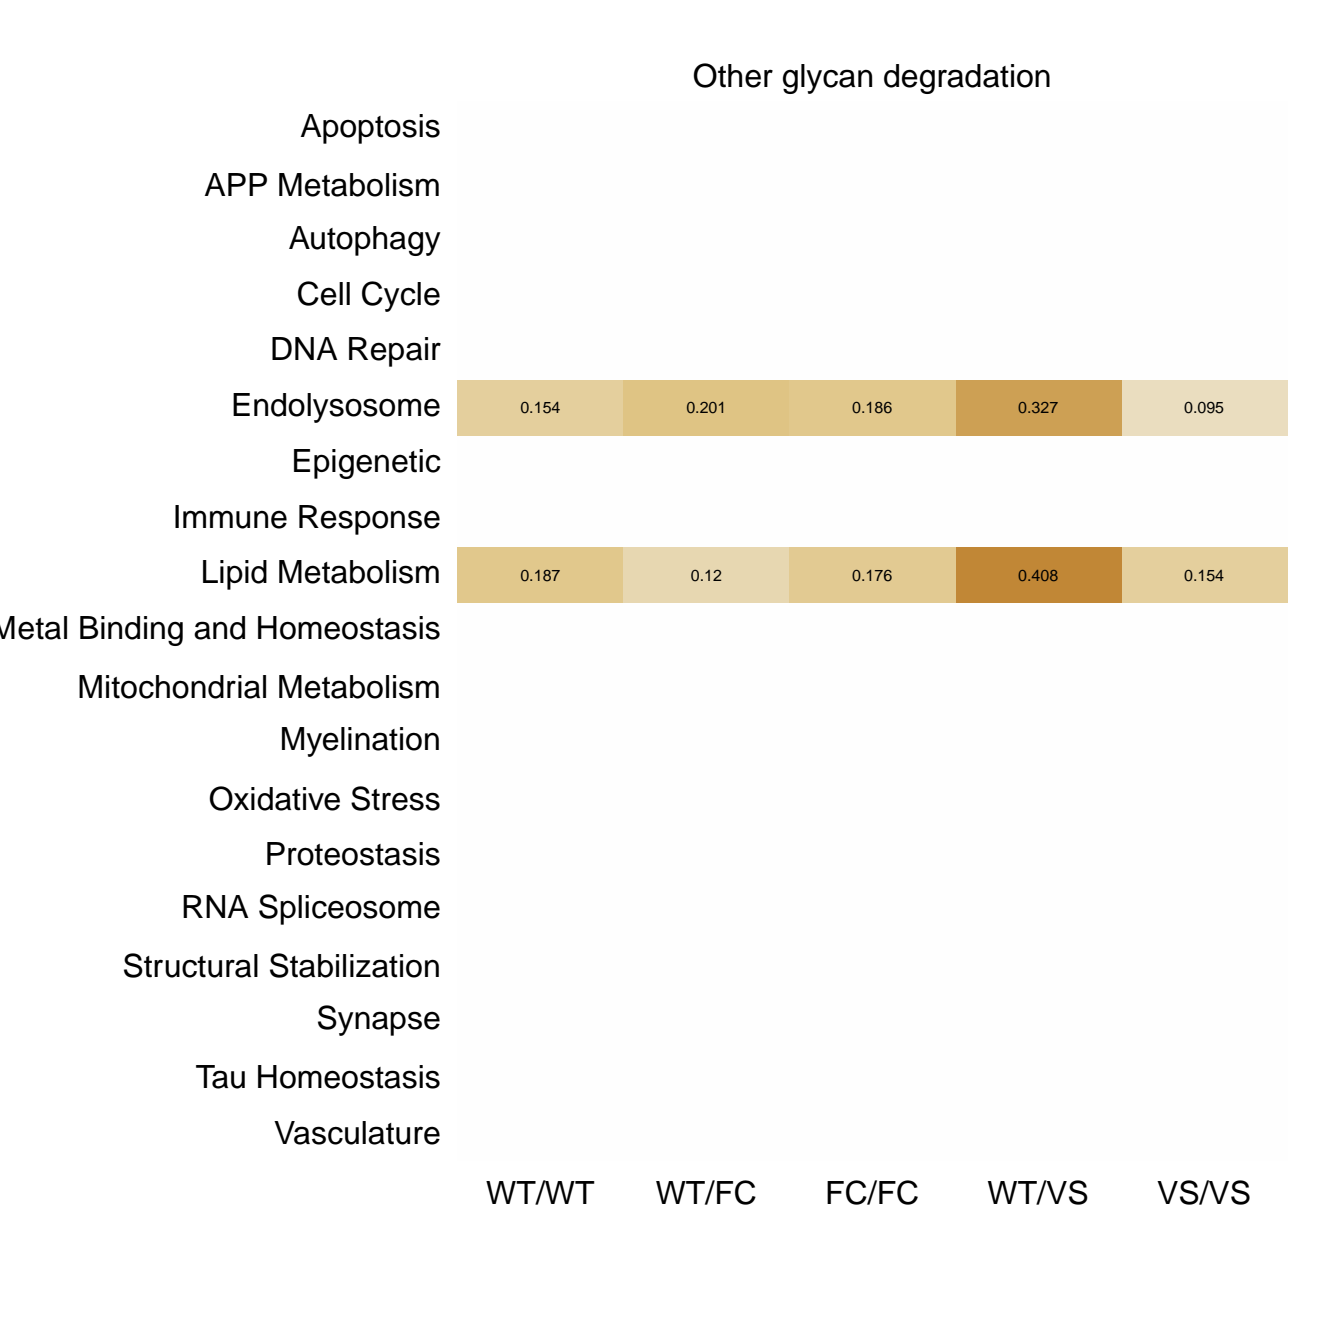 Other glycan degradation
Apoptosis
APP Metabolism
Autophagy
Cell Cycle
DNA Repair
Endolysosome 0.154 0.201 0.186 0.327 0.095
Epigenetic
Immune Response
Lipid Metabolism 0.187 0.12 0.176 0.408 0.154
Metal Binding and Homeostasis
Mitochondrial Metabolism
Myelination
Oxidative Stress
Proteostasis
RNA Spliceosome
Structural Stabilization
Synapse
Tau Homeostasis
Vasculature
WT/WT WT/FC FC/FC WT/VS VS/VS